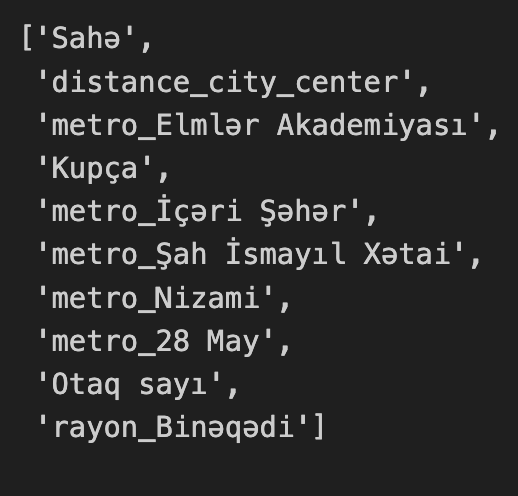 ['Sahə',
'distance_city_center',
'metro_Elmlər Akademiyası',
'Kupça',
'metro_İçəri Şəhər',
'metro_Şah İsmayıl Xətai',
'metro_Nizami',
'metro_28 May',
'Otaq sayı',
'rayon_Binəqədi']